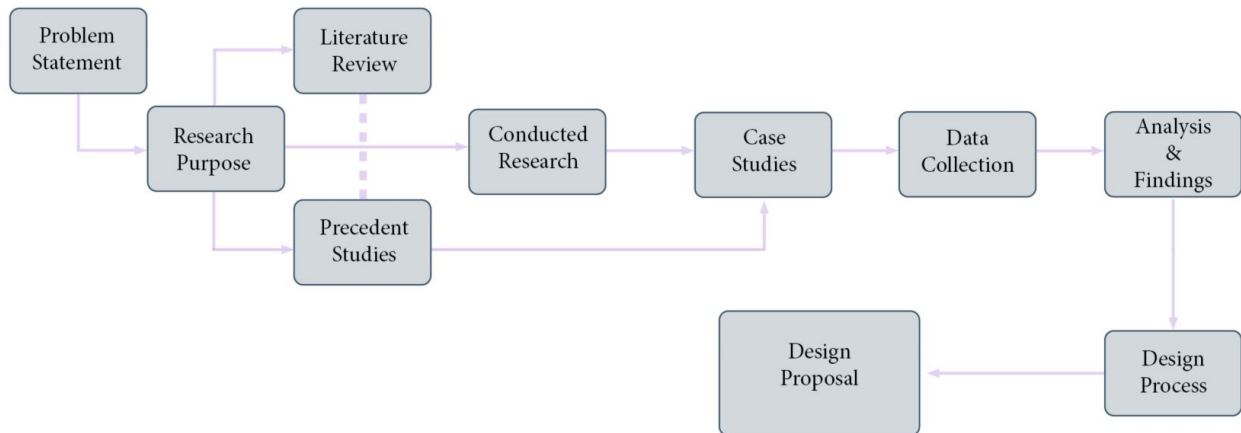 Problem
Statement
Literature
Review
Research
Purpose
Conducted
Research
Case
Studies
Data
Collection
Analysis
&
Findings
Precedent
Studies
Design
Proposal
Design
Process